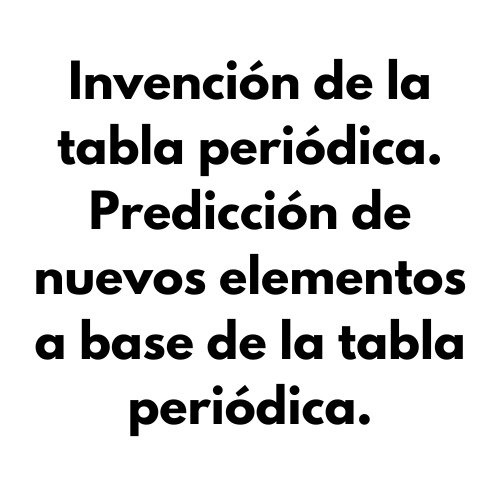 Invención de la
tabla periódica.
Predicción de
nuevos elementos
a base de la tabla
periódica.